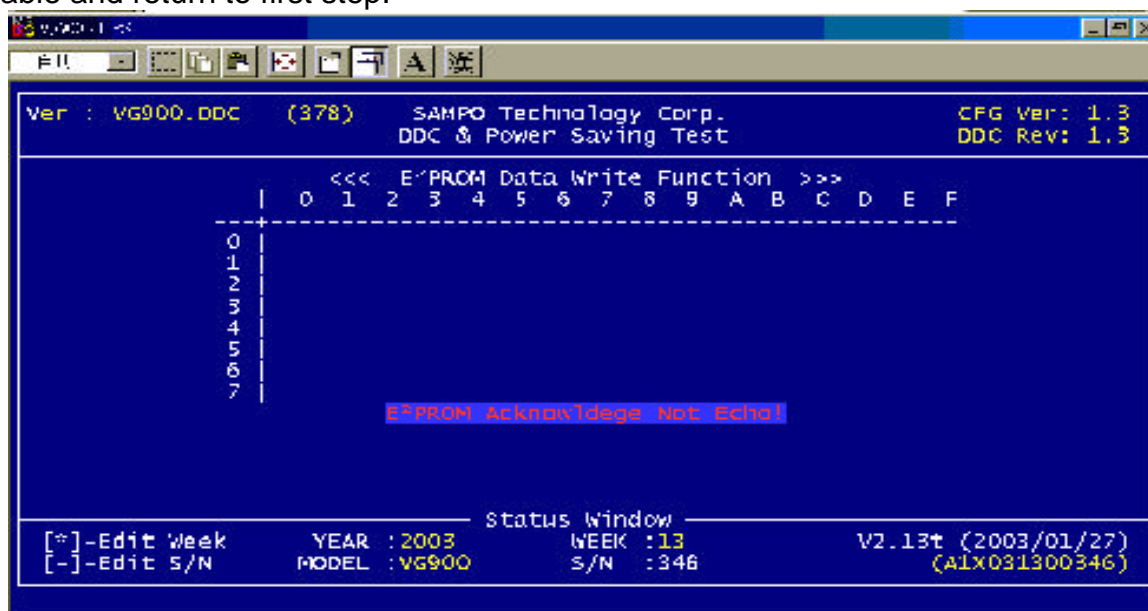 able and return to first step.
Ver : VG900.DDC (378) SAMPO Technology Corp. CFG Ver: 1.3
DDC & Power Saving Test DDC Rev: 1.3
<<< E²PROM Data Write Function >>>
| 0 1 2 3 4 5 6 7 8 9 A B C D E F
0 |
1 |
2 |
3 |
4 |
5 |
6 |
7 |
E²PROM Acknowldege Not Echo!
Status Window
[*]-Edit Week YEAR :2003 WEEK :13 V2.13t (2003/01/27)
[-]-Edit S/N MODEL :VG900 S/N :346 (A1X031300346)